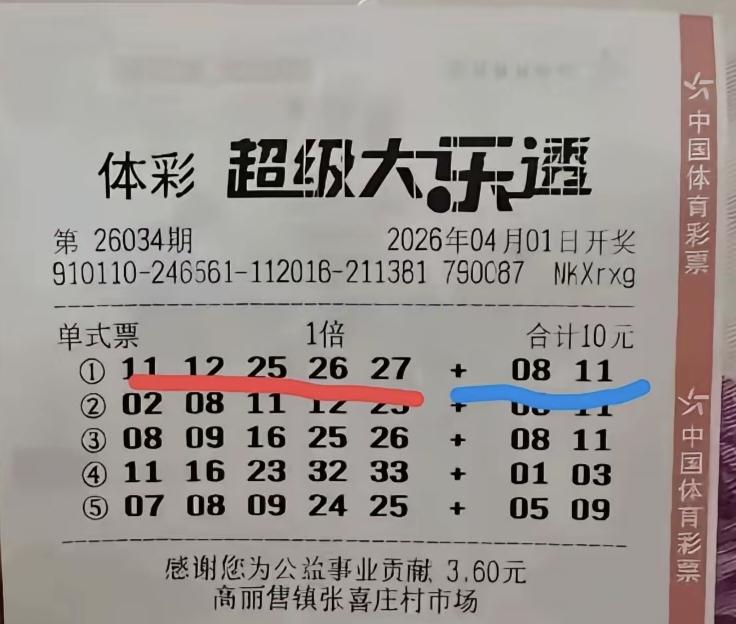 体彩 超级大乐透
第 26034期 2026年04月01日开奖
910110-246561-112016-211381 790087 NkXrxg
单式票 1倍 合计10元
① 11 12 25 26 27 + 08 11
② 02 08 11 12 25 + 08 11
③ 08 09 16 25 26 + 08 11
④ 11 16 23 32 33 + 01 03
⑤ 07 08 09 24 25 + 05 09
感谢您为公益事业贡献 3.60元
高丽售镇张喜庄村市场
中国体育彩票
中国体育彩票